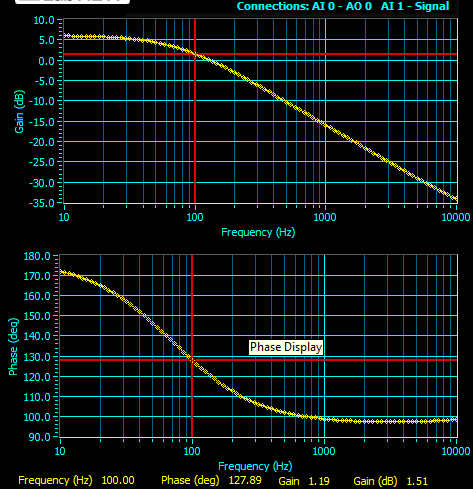 Connections: AI 0 - AO 0 AI 1 - Signal
10.0
5.0
0.0
-5.0
-10.0
-15.0
-20.0
-25.0
-30.0
-35.0
Gain (dB)
10 100 1000 10000
Frequency (Hz)
180.0
170.0
160.0
150.0
140.0
130.0
120.0
110.0
100.0
90.0
Phase (deg)
Phase Display
10 100 1000 10000
Frequency (Hz)
Frequency (Hz) 100.00 Phase (deg) 127.89 Gain 1.19 Gain (dB) 1.51